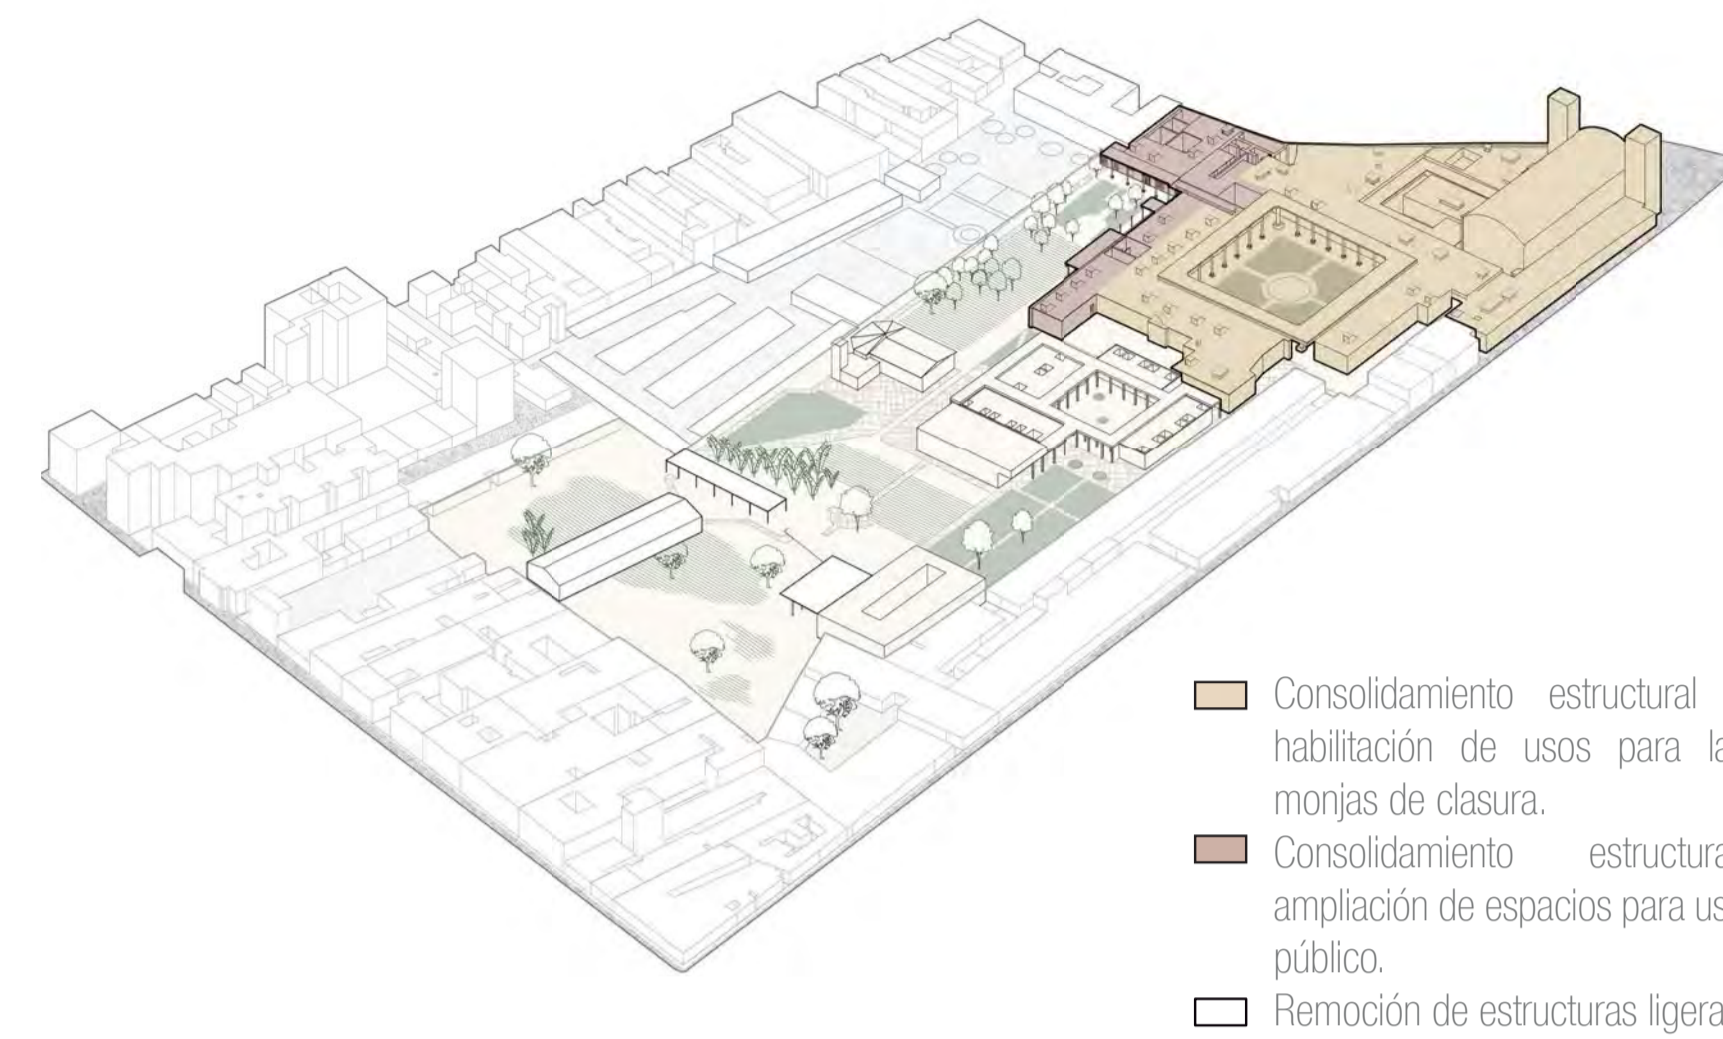 Consolidamiento estructural
habilitación de usos para la
monjas de clasura.
Consolidamiento estructura
ampliación de espacios para us
público.
Remoción de estructuras ligera